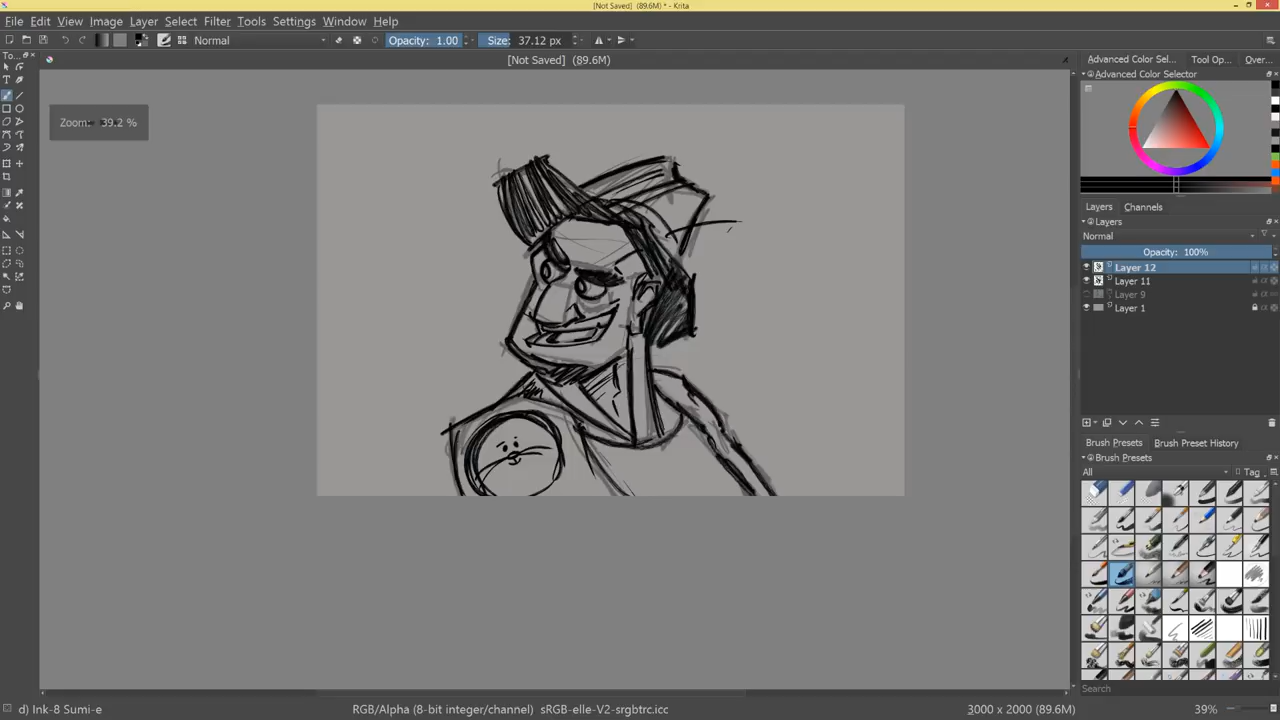 [Not Saved] (89.6M) * - Krita
File Edit View Image Layer Select Filter Tools Settings Window Help
Normal Opacity: 1.00 Size: 37.12 px
To...
[Not Saved] (89.6M)
Advanced Color Sel... Tool Op... Over...
Advanced Color Selector
Zoom: 39.2 %
Layers Channels
Layers
Normal
Opacity: 100%
Layer 12
Layer 11
Layer 9
Layer 1
Brush Presets Brush Preset History
Brush Presets
All Tag
Search
d) Ink-8 Sumi-e RGB/Alpha (8-bit integer/channel) sRGB-elle-V2-srgbtrc.icc 3000 x 2000 (89.6M) 39%